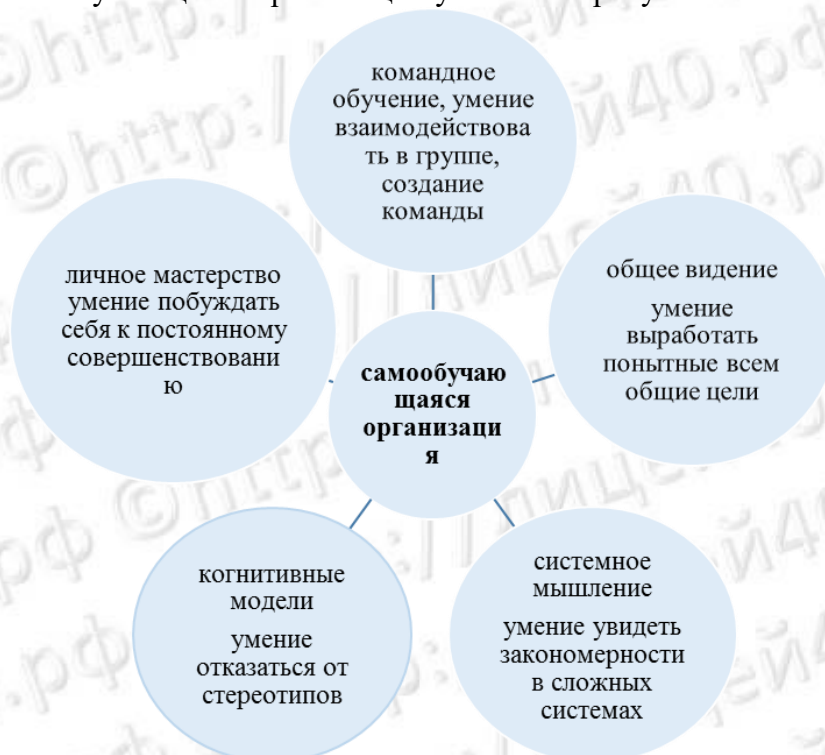 командное
обучение, умение
взаимодействова
ть в группе,
создание
команды
общее видение
умение
выработать
понытные всем
общие цели
системное
мышление
умение увидеть
закономерности
в сложных
системах
когнитивные
модели
умение
отказаться от
стереотипов
личное мастерство
умение побуждать
себя к постоянному
совершенствовани
ю
самообучаю
щаяся
организаци
я